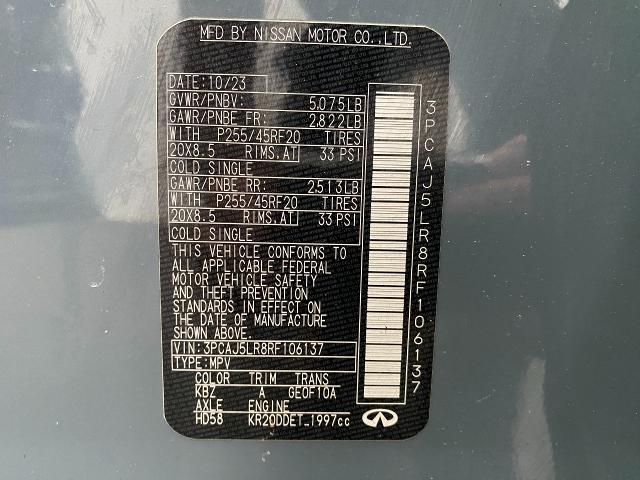 MFD BY NISSAN MOTOR CO.,LTD.
DATE: 10/23
GVWR/PNBV: 5,075LB
GAWR/PNBE FR: 2,822LB
WITH P255/45RF20 TIRES
20X8.5 RIMS.AT 33 PSI
COLD SINGLE
GAWR/PNBE RR: 2,513LB
WITH P255/45RF20 TIRES
20X8.5 RIMS.AT 33 PSI
COLD SINGLE
THIS VEHICLE CONFORMS TO
ALL APPLICABLE FEDERAL
MOTOR VEHICLE SAFETY
AND THEFT PREVENTION
STANDARDS IN EFFECT ON
THE DATE OF MANUFACTURE
SHOWN ABOVE.
VIN: 3PCAJ5LR8RF106137
TYPE: MPV
COLOR TRIM TRANS
KBZ A GE0F10A
AXLE ENGINE
HD58 KR20DDET_1997cc
3PCAJ5LR8RF106137